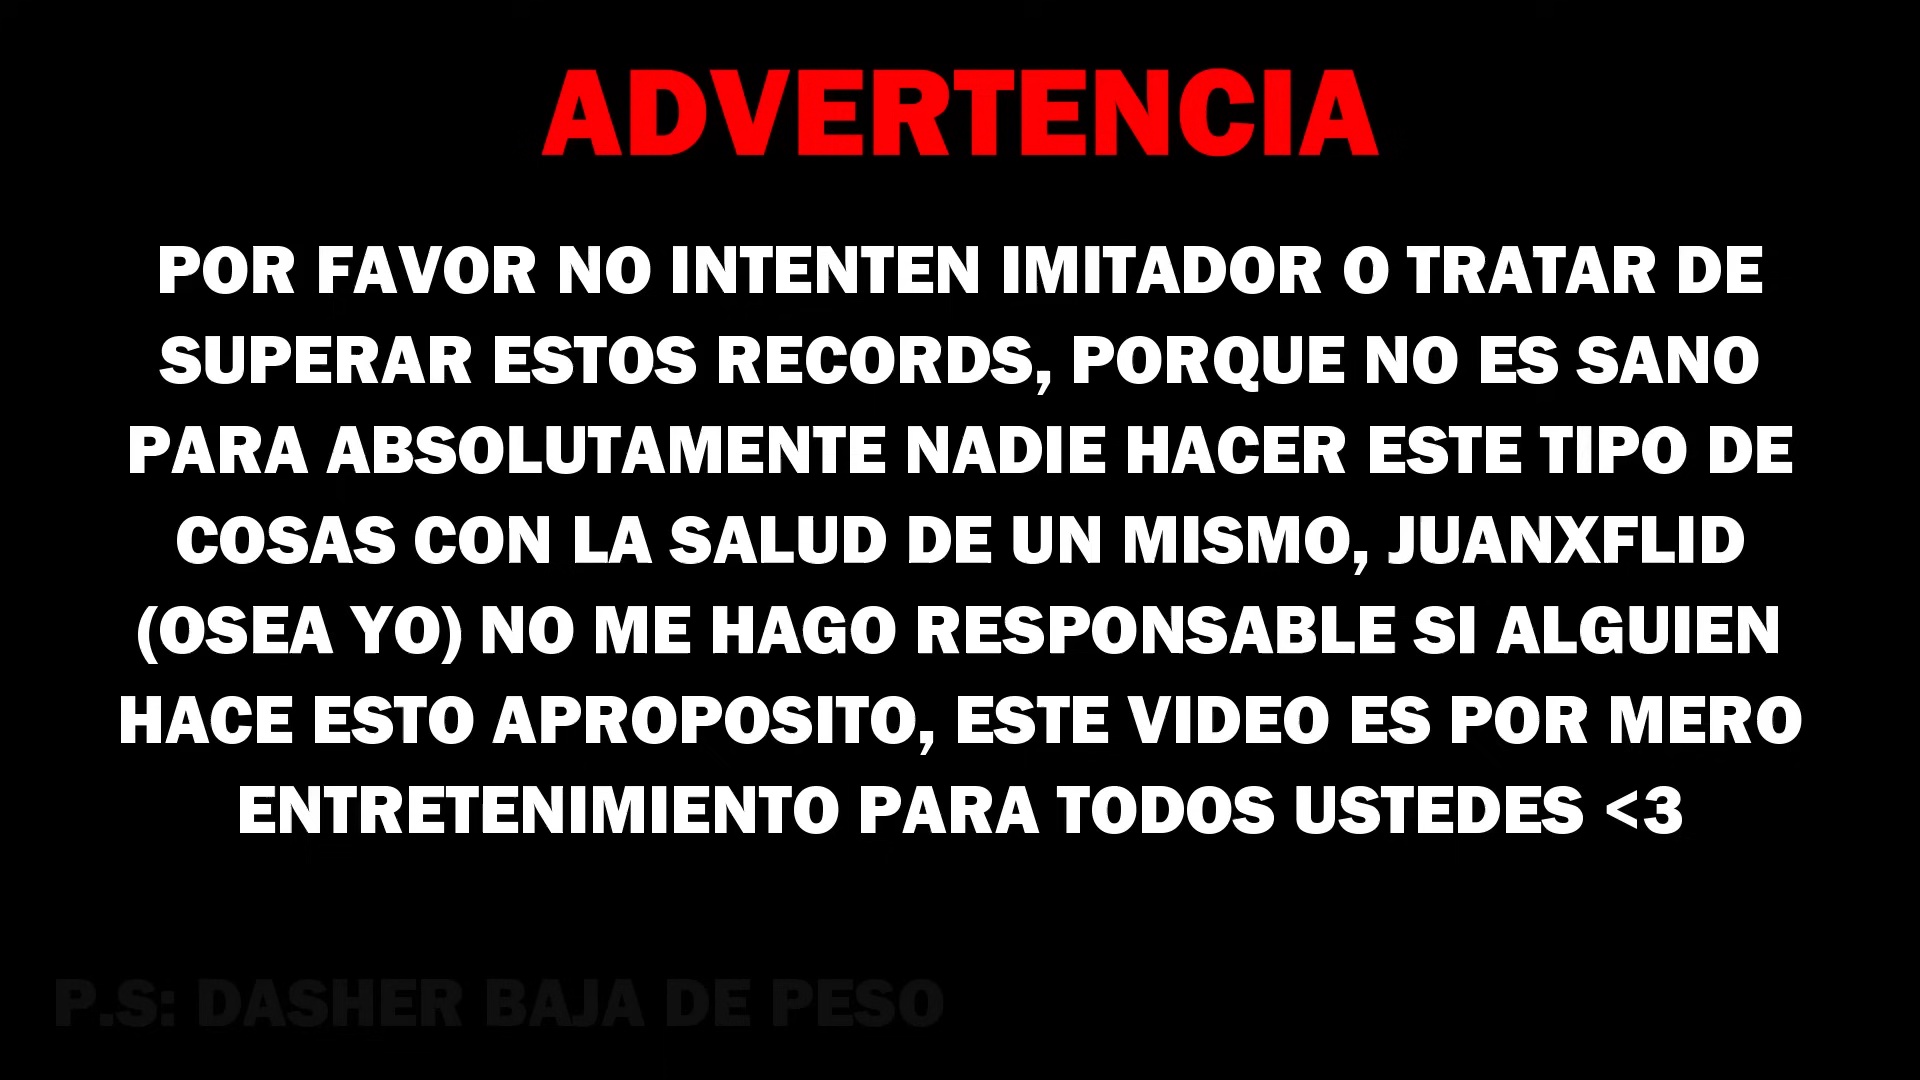 ADVERTENCIA
POR FAVOR NO INTENTEN IMITADOR O TRATAR DE
SUPERAR ESTOS RECORDS, PORQUE NO ES SANO
PARA ABSOLUTAMENTE NADIE HACER ESTE TIPO DE
COSAS CON LA SALUD DE UN MISMO, JUANXFLID
(OSEA YO) NO ME HAGO RESPONSABLE SI ALGUIEN
HACE ESTO APROPOSITO, ESTE VIDEO ES POR MERO
ENTRETENIMIENTO PARA TODOS USTEDES <3
P.S: DASHER BAJA DE PESO